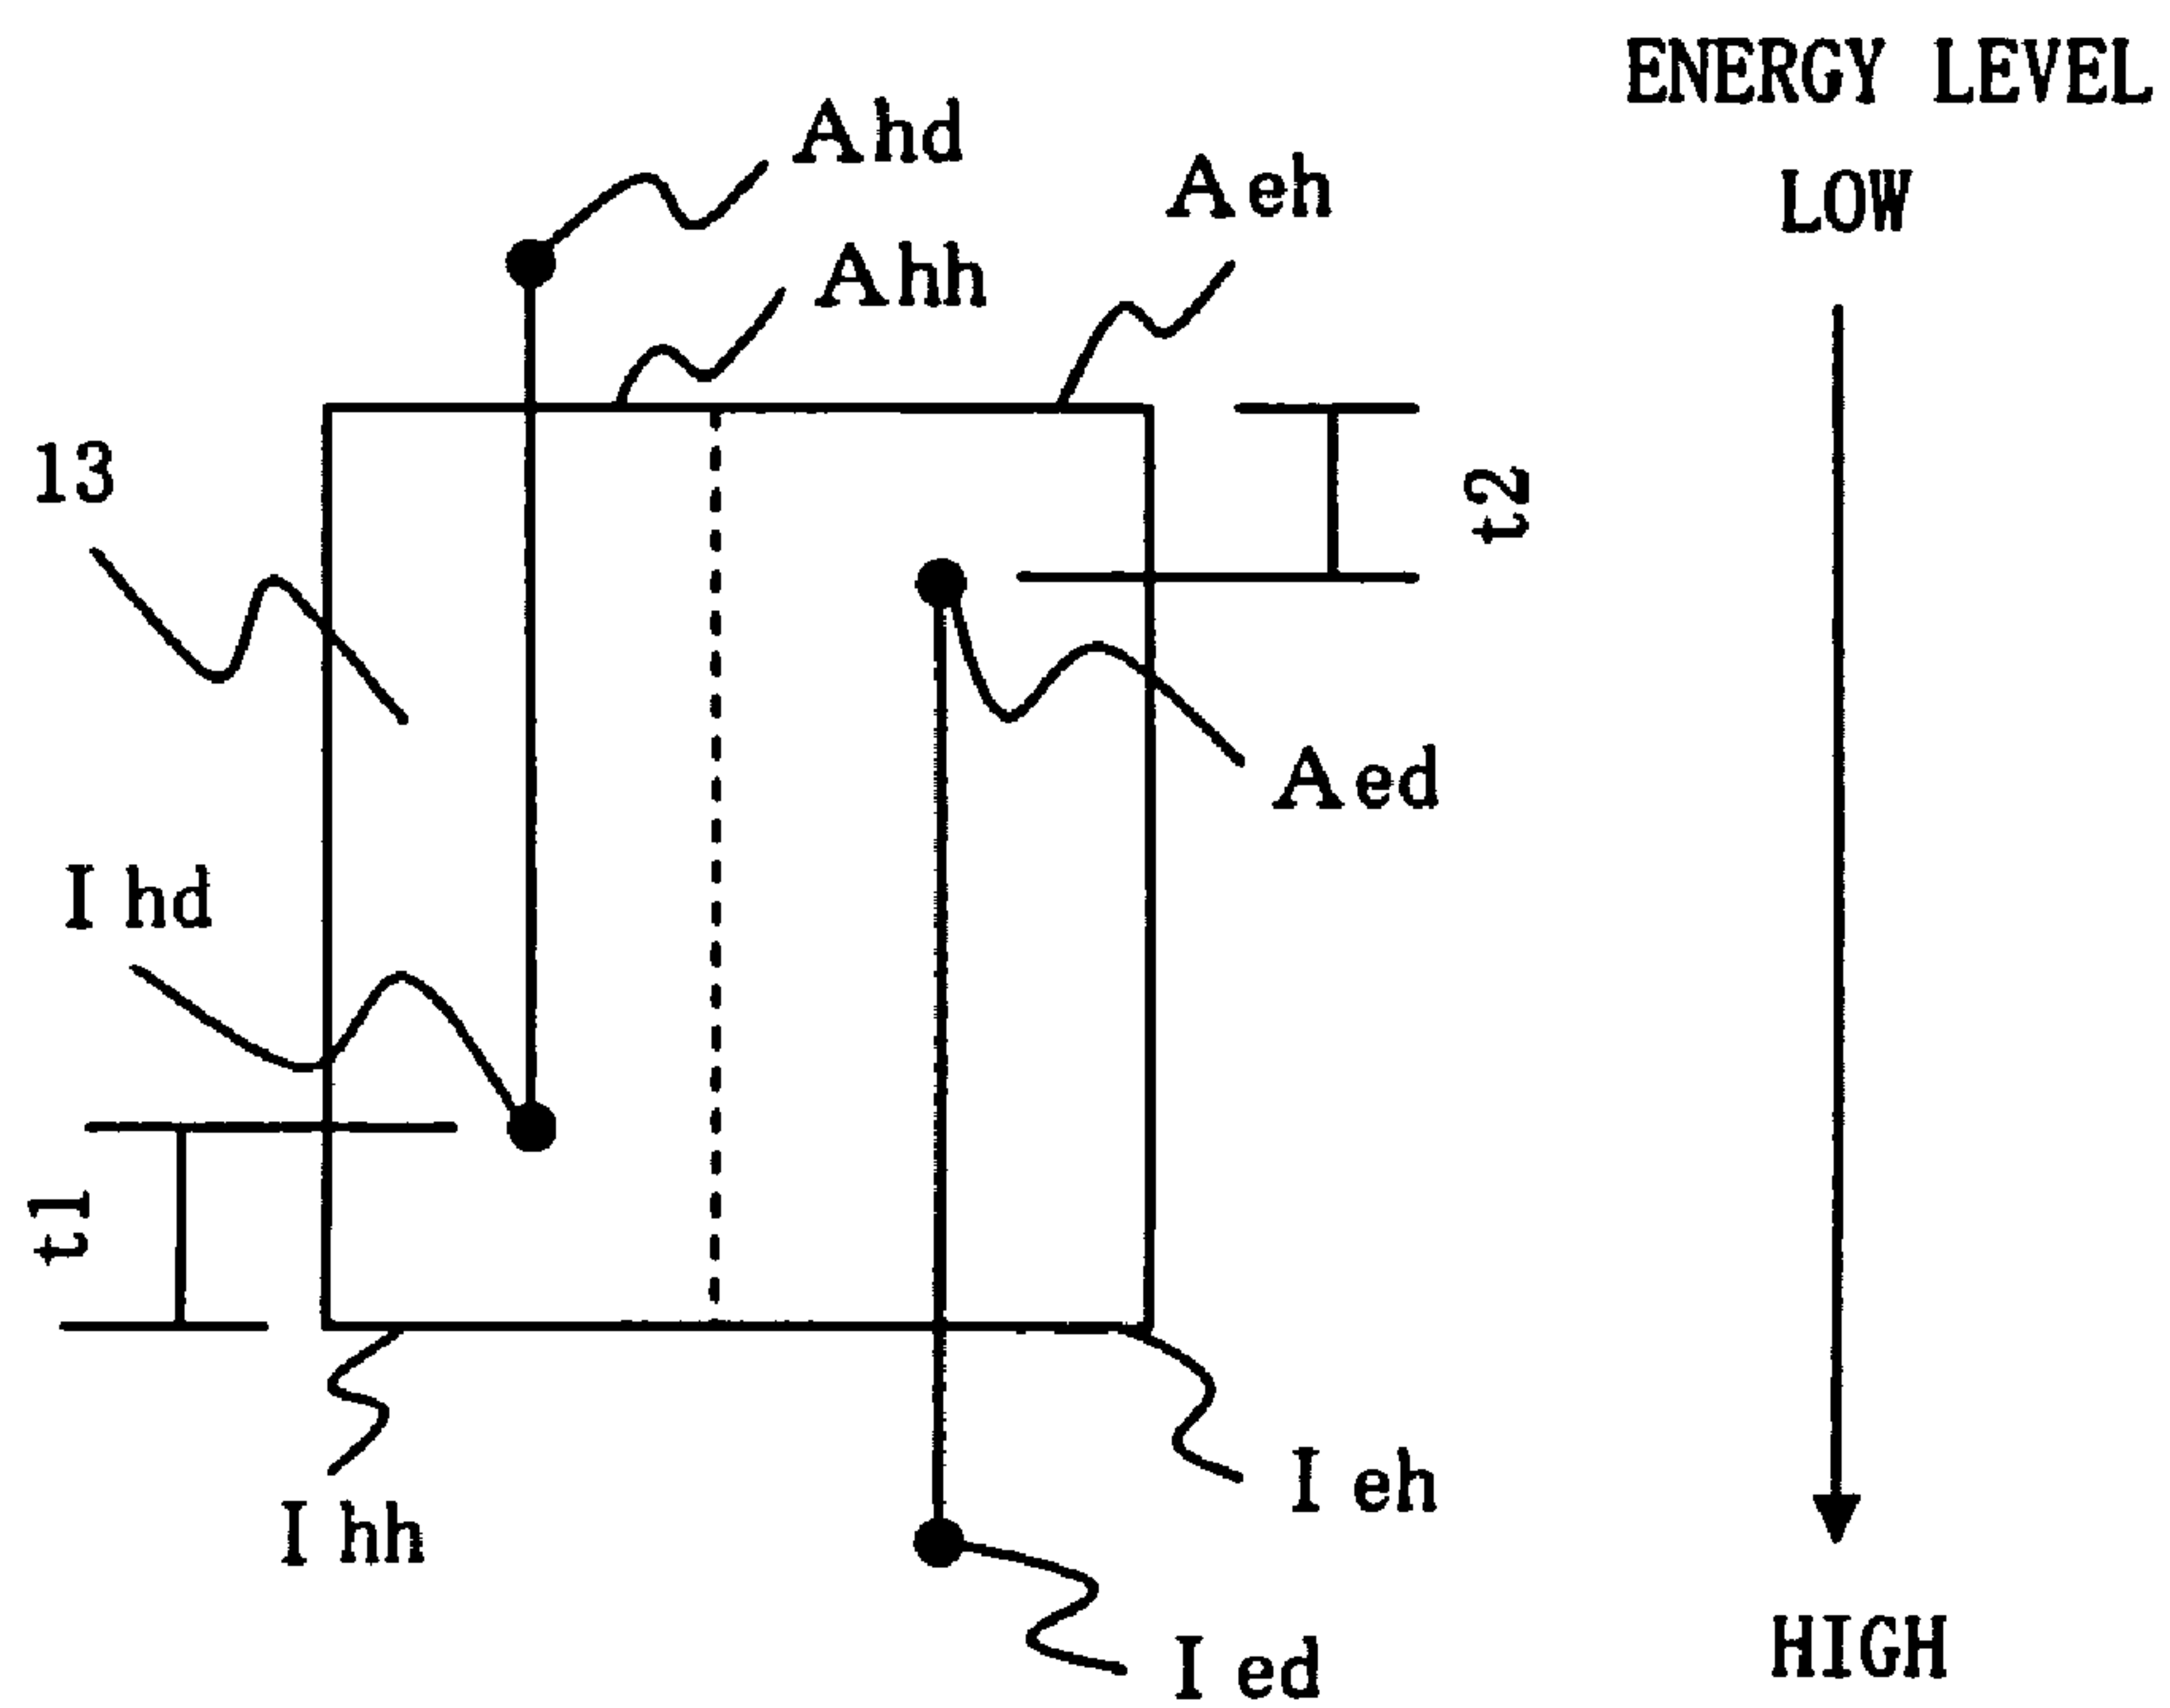 ENERGY LEVEL
Ahd
Aeh
LOW
Ahh
13
t2
Aed
I hd
t1
I eh
I hh
HIGH
I ed